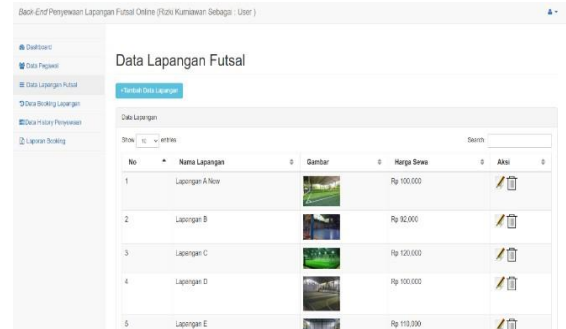 Back-End Penyewaan Lapangan Futsal Online (Rizki Kurniawan Sebagai : User )
Dashboard
Data Pegawai
Data Lapangan Futsal
Data Booking Lapangan
Data History Penyewaan
Laporan Booking
Data Lapangan Futsal
+Tambah Data Lapangan
Data Lapangan
Show 10 entries Search:
No Nama Lapangan Gambar Harga Sewa Aksi
1 Lapangan A New Rp 100,000
2 Lapangan B Rp 92,000
3 Lapangan C Rp 120,000
4 Lapangan D Rp 100,000
5 Lapangan E Rp 110,000